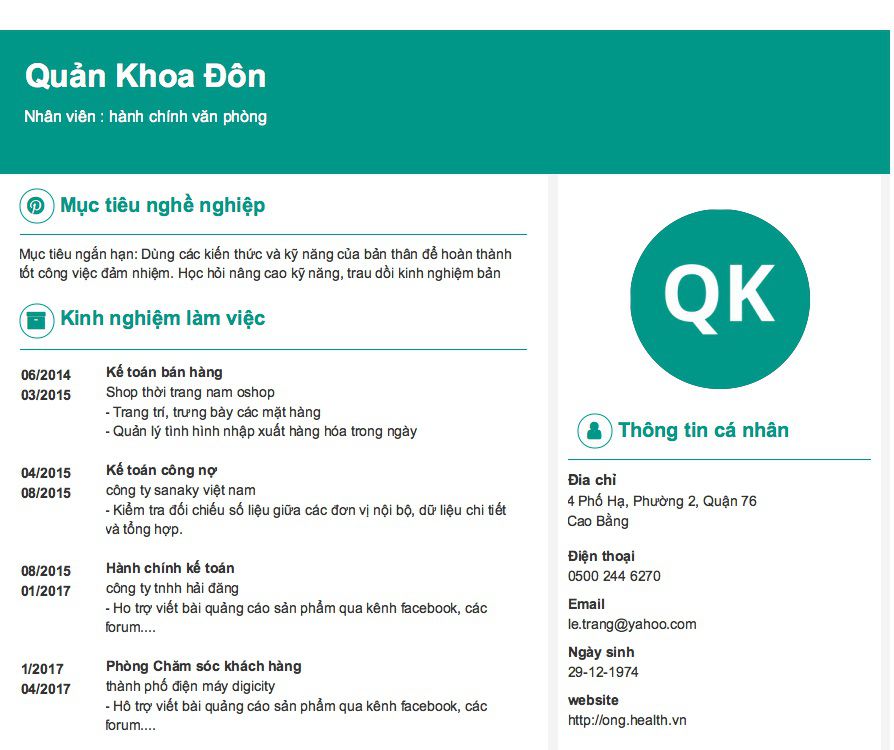 Quản Khoa Đôn
Nhân viên : hành chính văn phòng
Mục tiêu nghề nghiệp
Mục tiêu ngắn hạn: Dùng các kiến thức và kỹ năng của bản thân để hoàn thành
tốt công việc đảm nhiệm. Học hỏi nâng cao kỹ năng, trau dồi kinh nghiệm bản
Kinh nghiệm làm việc
06/2014
03/2015
Kế toán bán hàng
Shop thời trang nam oshop
- Trang trí, trưng bày các mặt hàng
- Quản lý tình hình nhập xuất hàng hóa trong ngày
04/2015
08/2015
Kế toán công nợ
công ty sanaky việt nam
- Kiểm tra đối chiếu số liệu giữa các đơn vị nội bộ, dữ liệu chi tiết
và tổng hợp.
08/2015
01/2017
Hành chính kế toán
công ty tnhh hải đăng
- Ho trợ viết bài quảng cáo sản phẩm qua kênh facebook, các
forum....
1/2017
04/2017
Phòng Chăm sóc khách hàng
thành phố điện máy digicity
- Hô trợ viết bài quảng cáo sản phẩm qua kênh facebook, các
forum....
QK
Thông tin cá nhân
Đia chỉ
4 Phố Hạ, Phường 2, Quận 76
Cao Bằng
Điện thoại
0500 244 6270
Email
le.trang@yahoo.com
Ngày sinh
29-12-1974
website
http://ong.health.vn